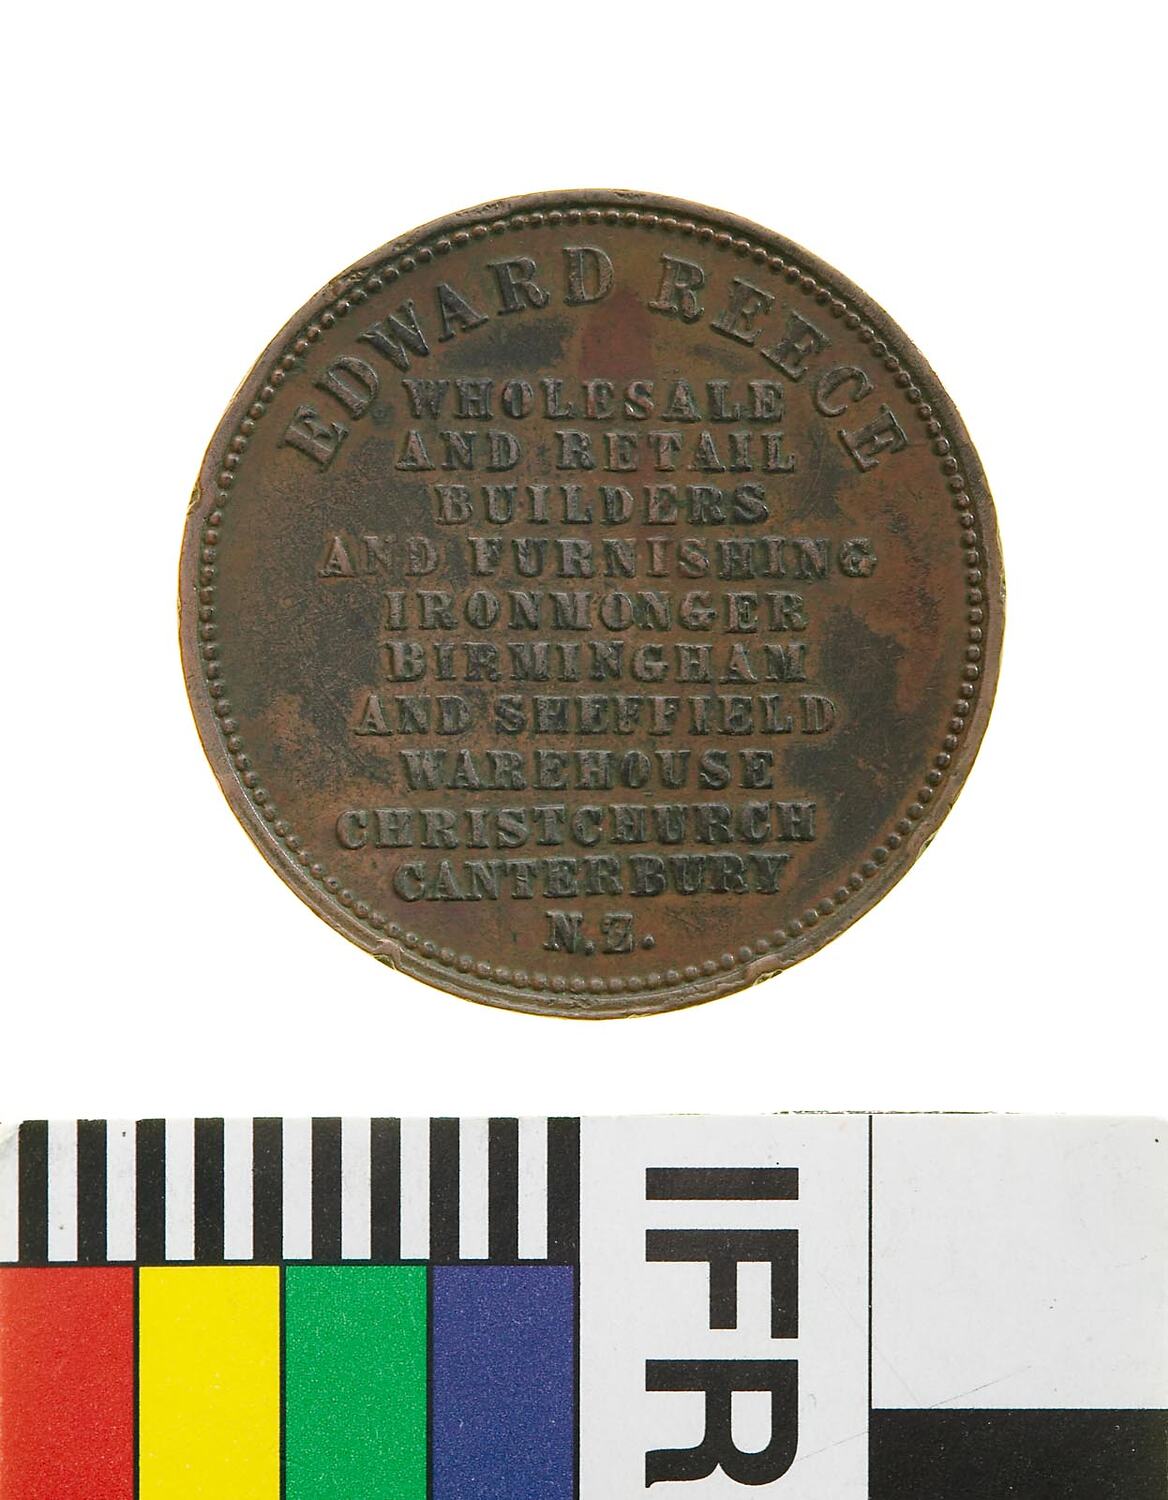 EDWARD REECE
WHOLESALE
AND RETAIL
BUILDERS
AND FURNISHING
IRONMONGER
BIRMINGHAM
AND SHEFFIELD
WAREHOUSE
CHRISTCHURCH
CANTERBURY
N.Z.
IFR